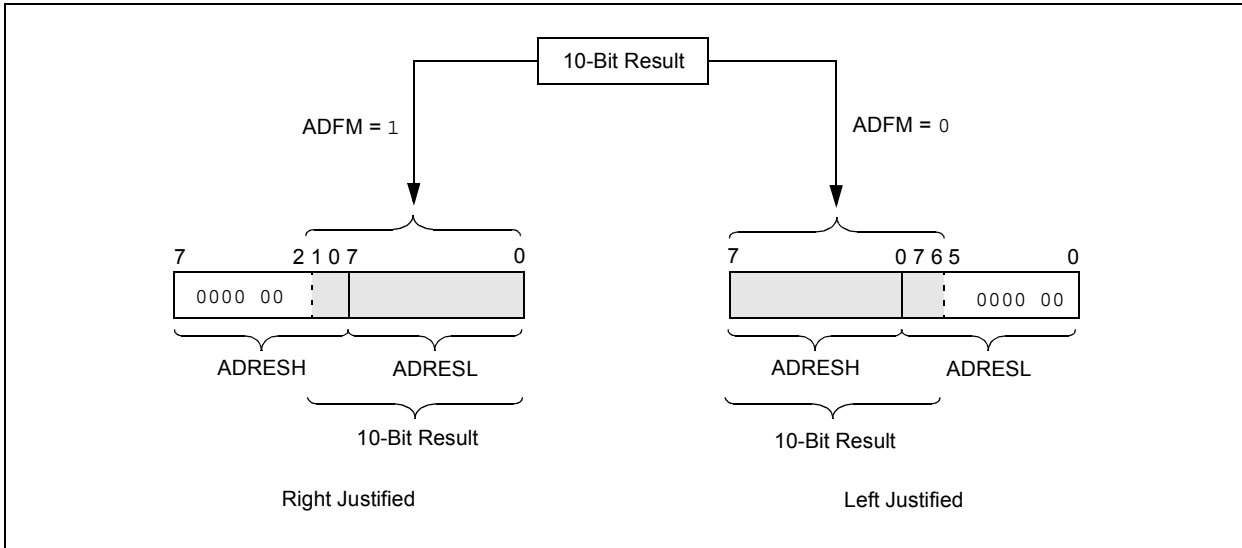 10-Bit Result
ADFM = 1
ADFM = 0
7 2 1 0 7 0
7 0 7 6 5 0
0000 00
0000 00
ADRESH ADRESL
ADRESH ADRESL
10-Bit Result
10-Bit Result
Right Justified
Left Justified